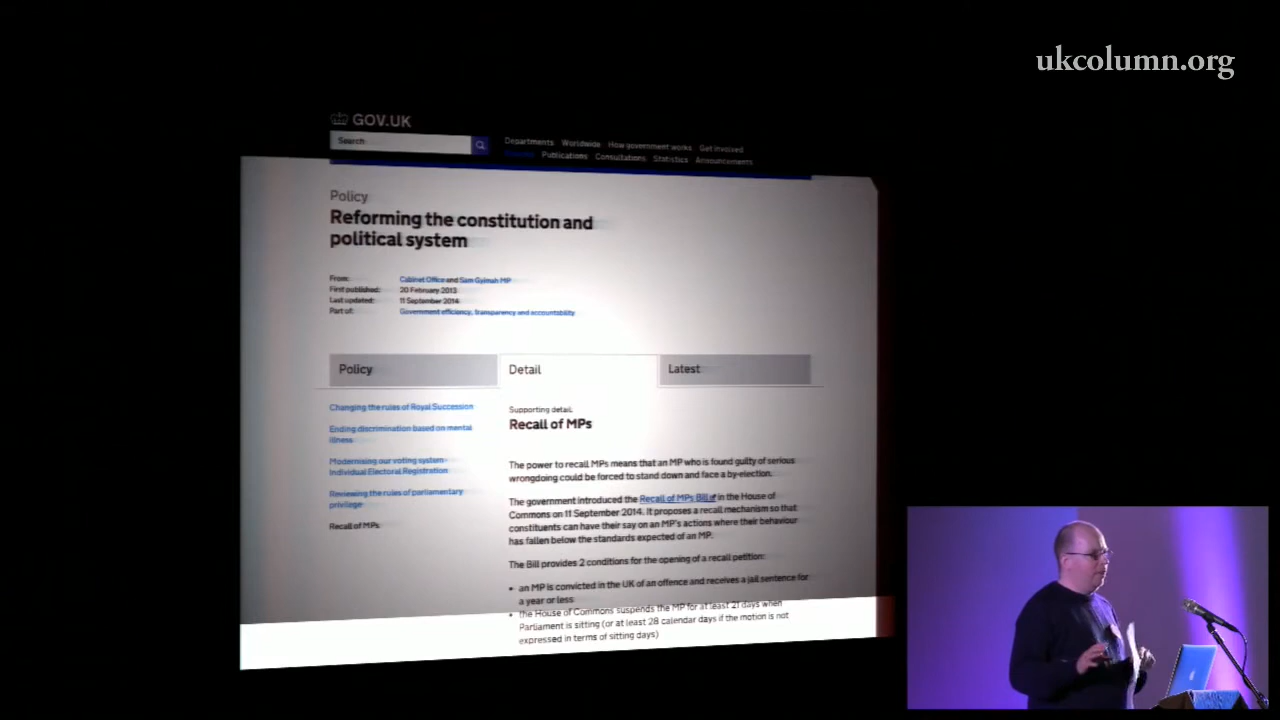 ukcolumn.org
GOV.UK
Search
Departments Worldwide How government works Get involved
Publications Consultations Statistics Announcements
Policy
Reforming the constitution and
political system
From: Cabinet Office and Sam Gyimah MP
First published: 20 February 2013
Last updated: 11 September 2014
Part of: Government efficiency, transparency and accountability
Policy Detail Latest
Changing the rules of Royal Succession
Ending discrimination based on mental
illness
Modernising our voting system-
Individual Electoral Registration
Reviewing the rules of parliamentary
privilege
Recall of MPs
Supporting detail:
Recall of MPs
The power to recall MPs means that an MP who is found guilty of serious
wrongdoing could be forced to stand down and face a by-election.
The government introduced the Recall of MPs Bill in the House of
Commons on 11 September 2014. It proposes a recall mechanism so that
constituents can have their say on an MP's actions where their behaviour
has fallen below the standards expected of an MP.
The Bill provides 2 conditions for the opening of a recall petition:
• an MP is convicted in the UK of an offence and receives a jail sentence for
a year or less
• the House of Commons suspends the MP for at least 21 days when
Parliament is sitting (or at least 28 calendar days if the motion is not
expressed in terms of sitting days)